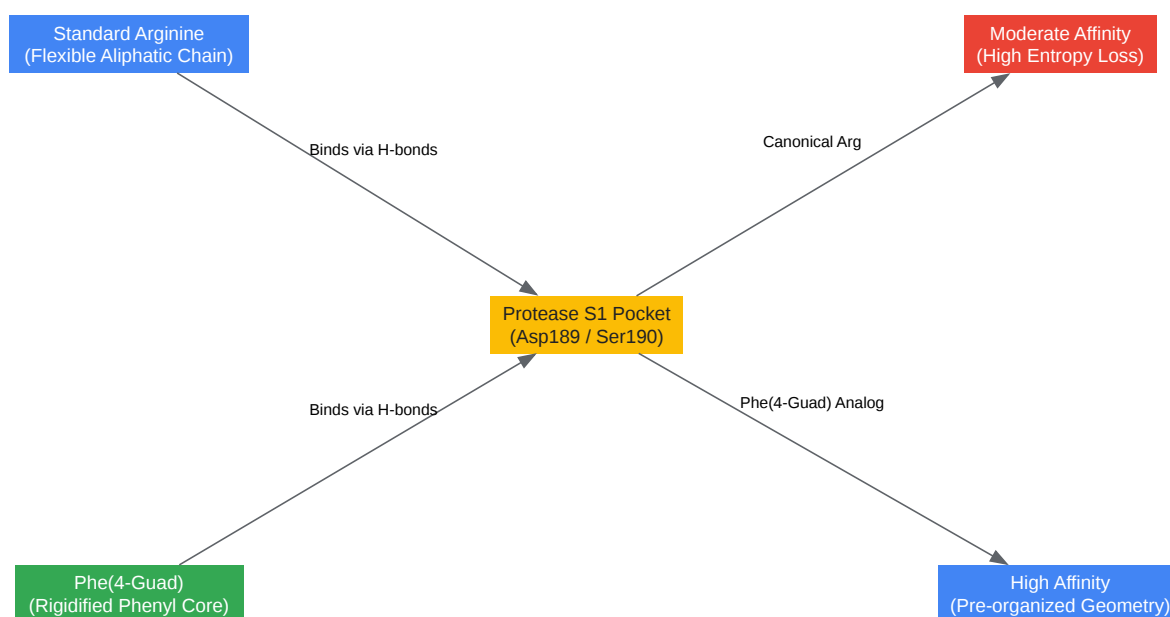 Standard Arginine
(Flexible Aliphatic Chain)
Moderate Affinity
(High Entropy Loss)
Binds via H-bonds
Canonical Arg
Protease S1 Pocket
(Asp189 / Ser190)
Binds via H-bonds
Phe(4-Guad) Analog
Phe(4-Guad)
(Rigidified Phenyl Core)
High Affinity
(Pre-organized Geometry)